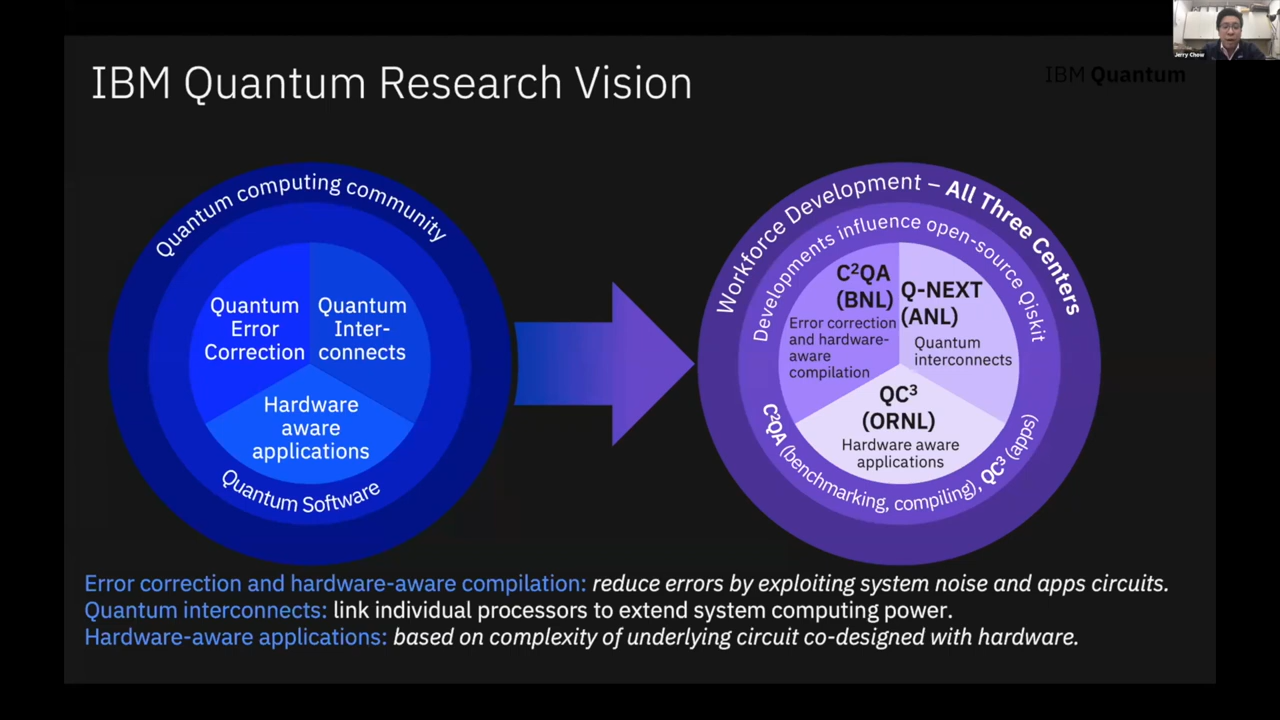 Jerry Chow
IBM Quantum Research Vision
IBM Quantum
Quantum computing community
Quantum
Error
Correction
Quantum
Inter-
connects
Hardware
aware
applications
Quantum Software
Workforce Development – All Three Centers
Developments influence open-source Qiskit
C²QA
(BNL)
Error correction
and hardware-
aware
compilation
Q-NEXT
(ANL)
Quantum
interconnects
QC³
(ORNL)
Hardware aware
applications
C²QA (benchmarking, compiling), QC³ (apps)
Error correction and hardware-aware compilation: reduce errors by exploiting system noise and apps circuits.
Quantum interconnects: link individual processors to extend system computing power.
Hardware-aware applications: based on complexity of underlying circuit co-designed with hardware.